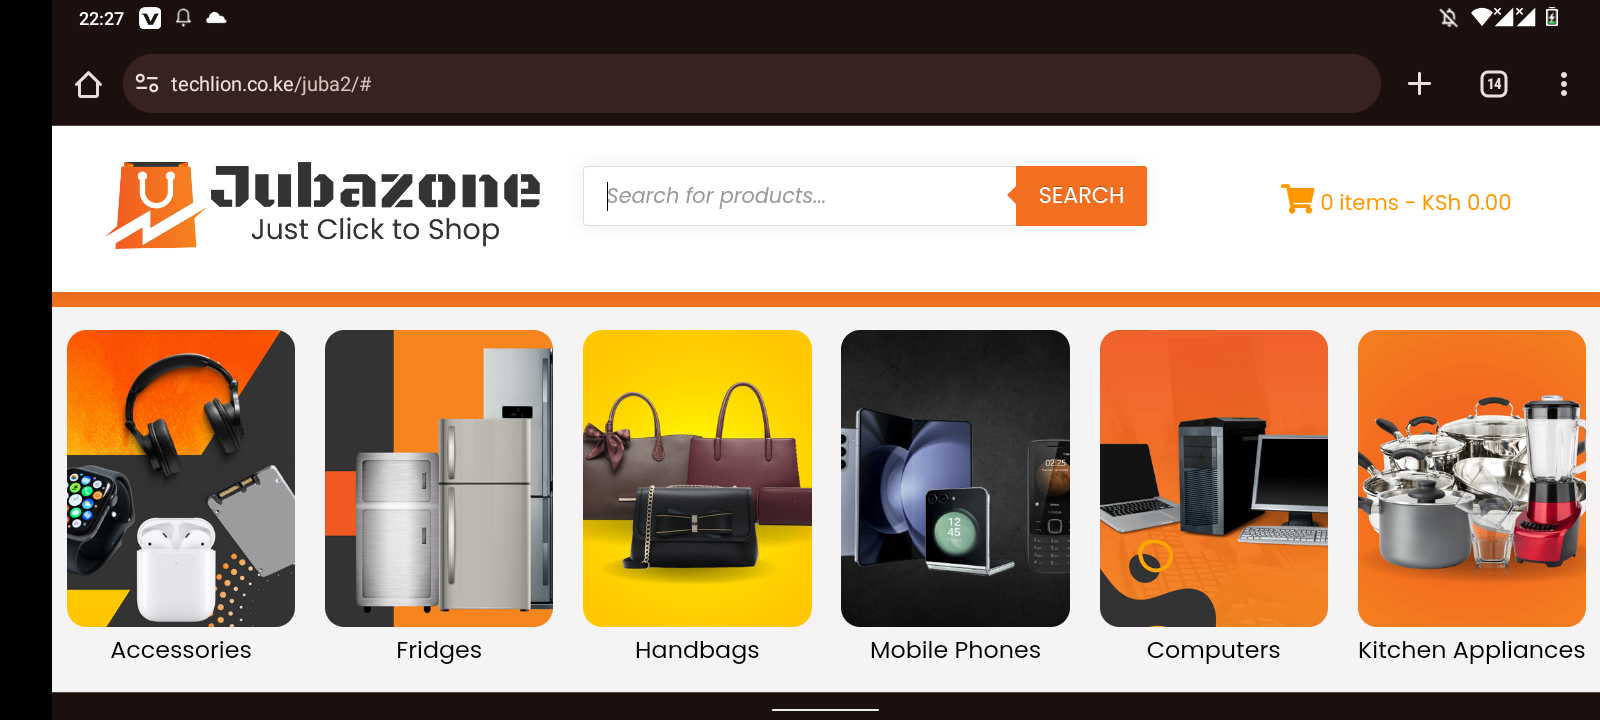 22:27
techlion.co.ke/juba2/#
14
Jubazone
Just Click to Shop
Search for products...
SEARCH
0 items - KSh 0.00
02:25
12
45
Accessories
Fridges
Handbags
Mobile Phones
Computers
Kitchen Appliances